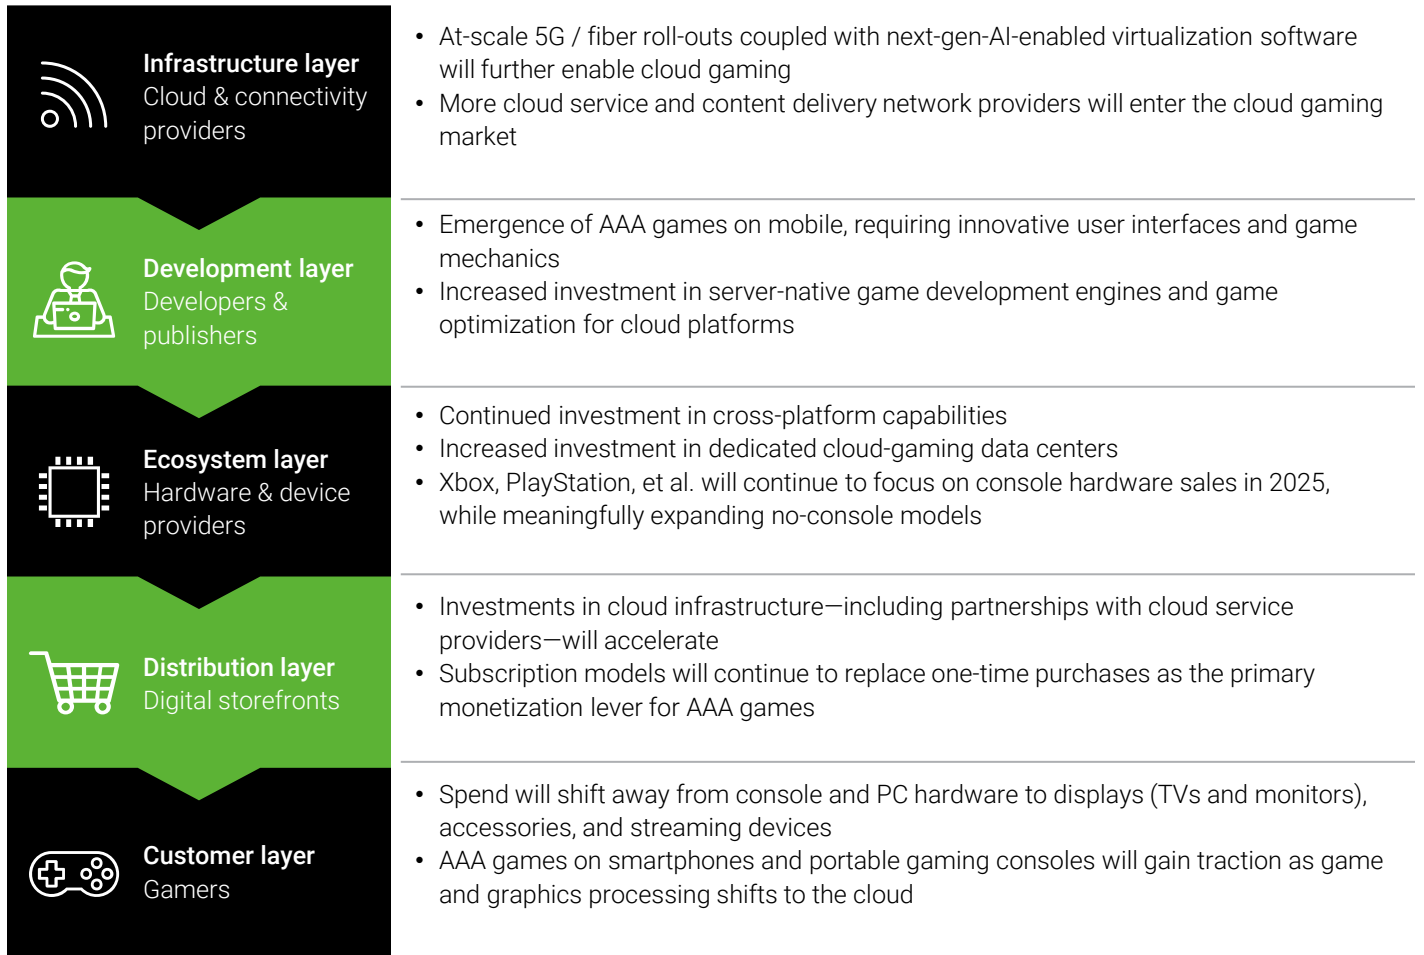 Infrastructure layer
Cloud & connectivity
providers
• At-scale 5G / fiber roll-outs coupled with next-gen-AI-enabled virtualization software
will further enable cloud gaming
• More cloud service and content delivery network providers will enter the cloud gaming
market
Development layer
Developers &
publishers
• Emergence of AAA games on mobile, requiring innovative user interfaces and game
mechanics
• Increased investment in server-native game development engines and game
optimization for cloud platforms
Ecosystem layer
Hardware & device
providers
• Continued investment in cross-platform capabilities
• Increased investment in dedicated cloud-gaming data centers
• Xbox, PlayStation, et al. will continue to focus on console hardware sales in 2025,
while meaningfully expanding no-console models
Distribution layer
Digital storefronts
• Investments in cloud infrastructure—including partnerships with cloud service
providers—will accelerate
• Subscription models will continue to replace one-time purchases as the primary
monetization lever for AAA games
Customer layer
Gamers
• Spend will shift away from console and PC hardware to displays (TVs and monitors),
accessories, and streaming devices
• AAA games on smartphones and portable gaming consoles will gain traction as game
and graphics processing shifts to the cloud